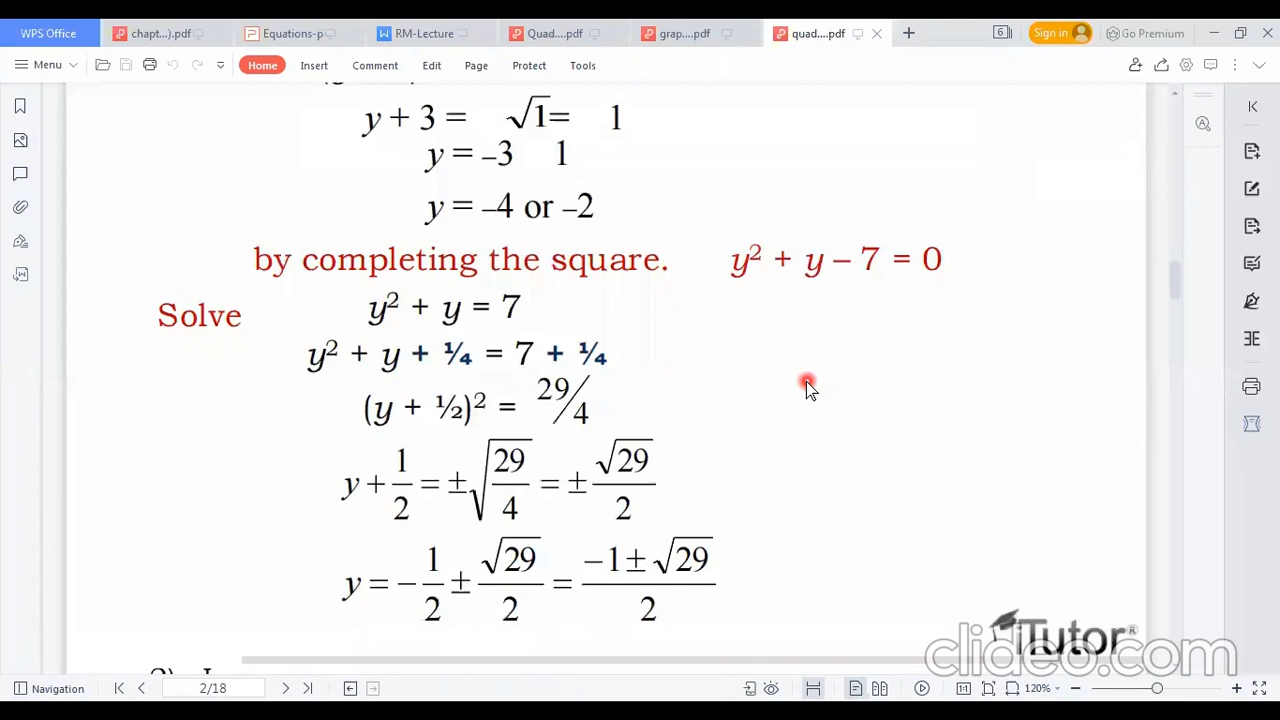 WPS Office chapt...).pdf Equations-p RM-Lecture Quad....pdf grap....pdf quad....pdf 6 Sign in Go Premium
Menu Home Insert Comment Edit Page Protect Tools
y + 3 = √1= 1
y = –3 1
y = –4 or –2
by completing the square. y² + y – 7 = 0
Solve
y² + y = 7
y² + y + ¼ = 7 + ¼
(y + ½)² = 29/4
y + 1/2 = ±√(29/4) = ± √29/2
y = − 1/2 ± √29/2 = (−1 ± √29)/2
iTutor®
clideo.com
Navigation 2/18 120%